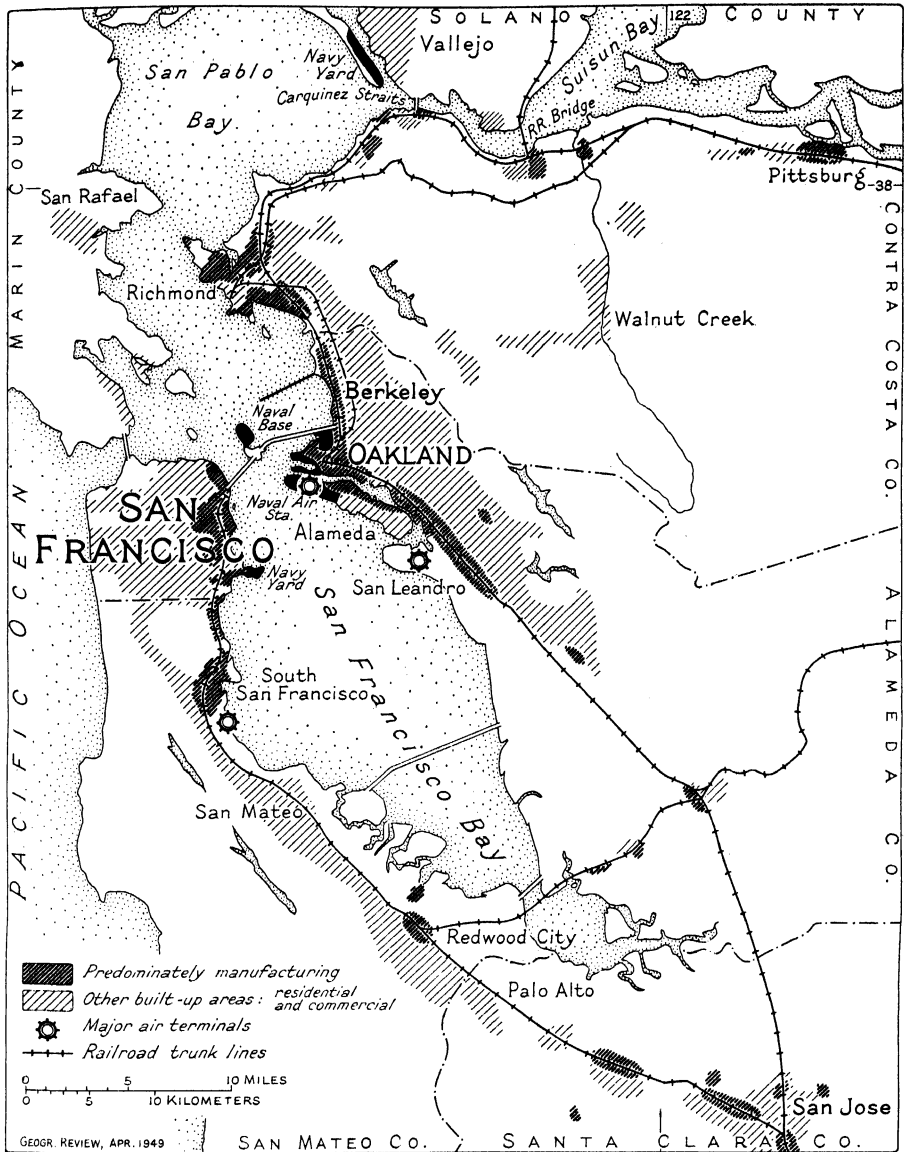 SOLANO COUNTY
122
Vallejo
Navy
Yard
Suisun Bay
San Pablo
Bay
Carquinez Straits
R.R. Bridge
MARIN COUNTY
San Rafael
Pittsburg
-38-
CONTRA COSTA CO.
Richmond
Walnut Creek
Berkeley
Naval
Base
OAKLAND
SAN
FRANCISCO
Naval Air
Sta.
Alameda
Navy
Yard
San Leandro
PACIFIC OCEAN
San Francisco Bay
ALAMEDA CO.
South
San Francisco
San Mateo
Redwood City
Palo Alto
San Jose
Predominately manufacturing
Other built-up areas: residential
and commercial
Major air terminals
Railroad trunk lines
0 5 10 MILES
0 5 10 KILOMETERS
GEOGR. REVIEW, APR. 1949
SAN MATEO CO.
SANTA CLARA CO.